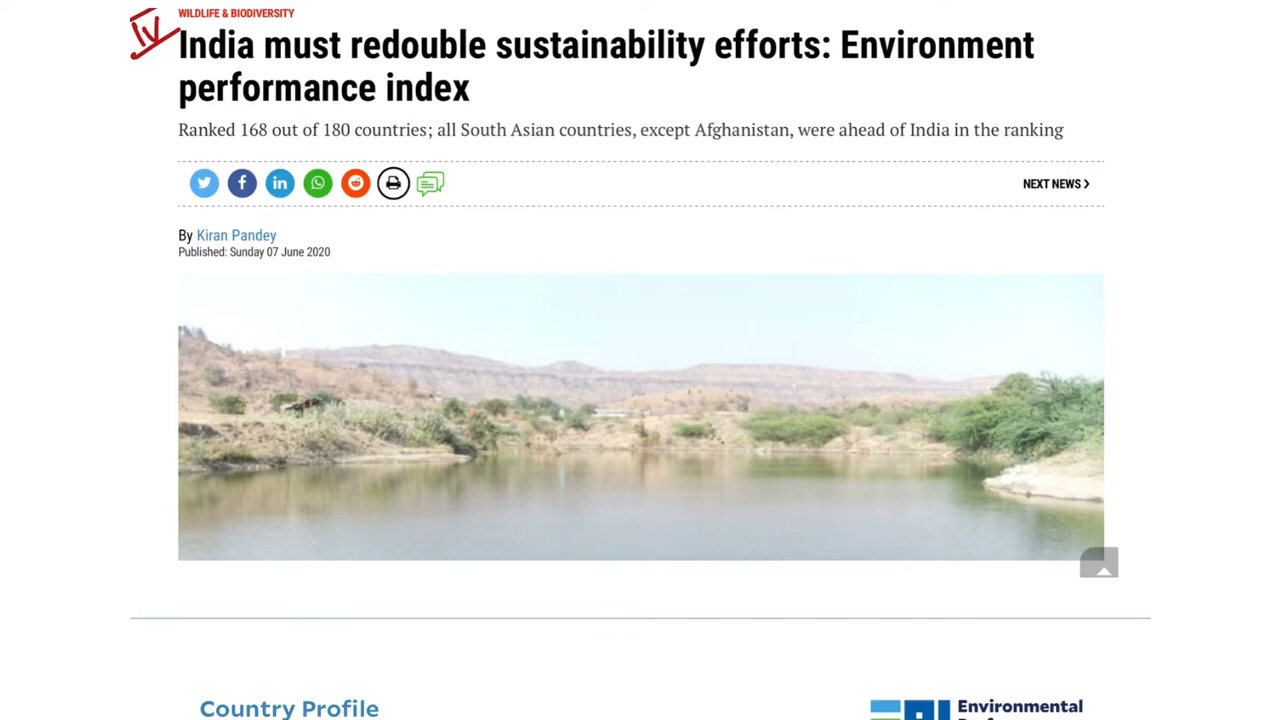 IV
WILDLIFE & BIODIVERSITY
India must redouble sustainability efforts: Environment
performance index
Ranked 168 out of 180 countries; all South Asian countries, except Afghanistan, were ahead of India in the ranking
NEXT NEWS ❯
By Kiran Pandey
Published: Sunday 07 June 2020
Country Profile
Environmental